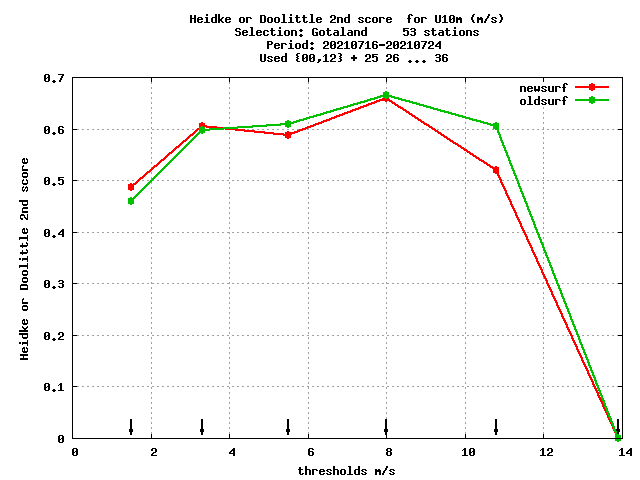 Heidke or Doolittle 2nd score  for U10m (m/s)
Selection: Gotaland     53 stations
Period: 20210716-20210724
Used {00,12} + 25 26 ... 36
newsurf
oldsurf
Heidke or Doolittle 2nd score
0.7
0.6
0.5
0.4
0.3
0.2
0.1
0
0 2 4 6 8 10 12 14
thresholds m/s